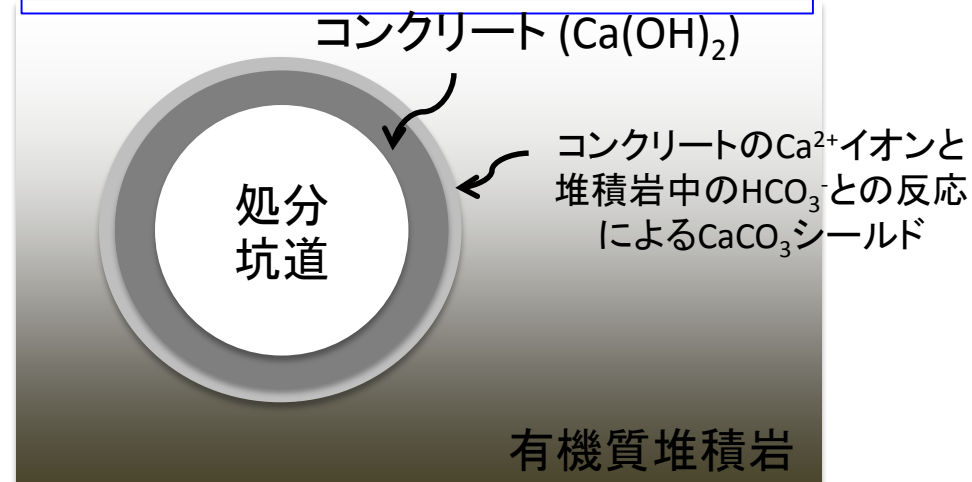 コンクリート (Ca(OH)₂)
コンクリートのCa²⁺イオンと
堆積岩中のHCO₃⁻との反応
によるCaCO₃シールド
処分
坑道
有機質堆積岩